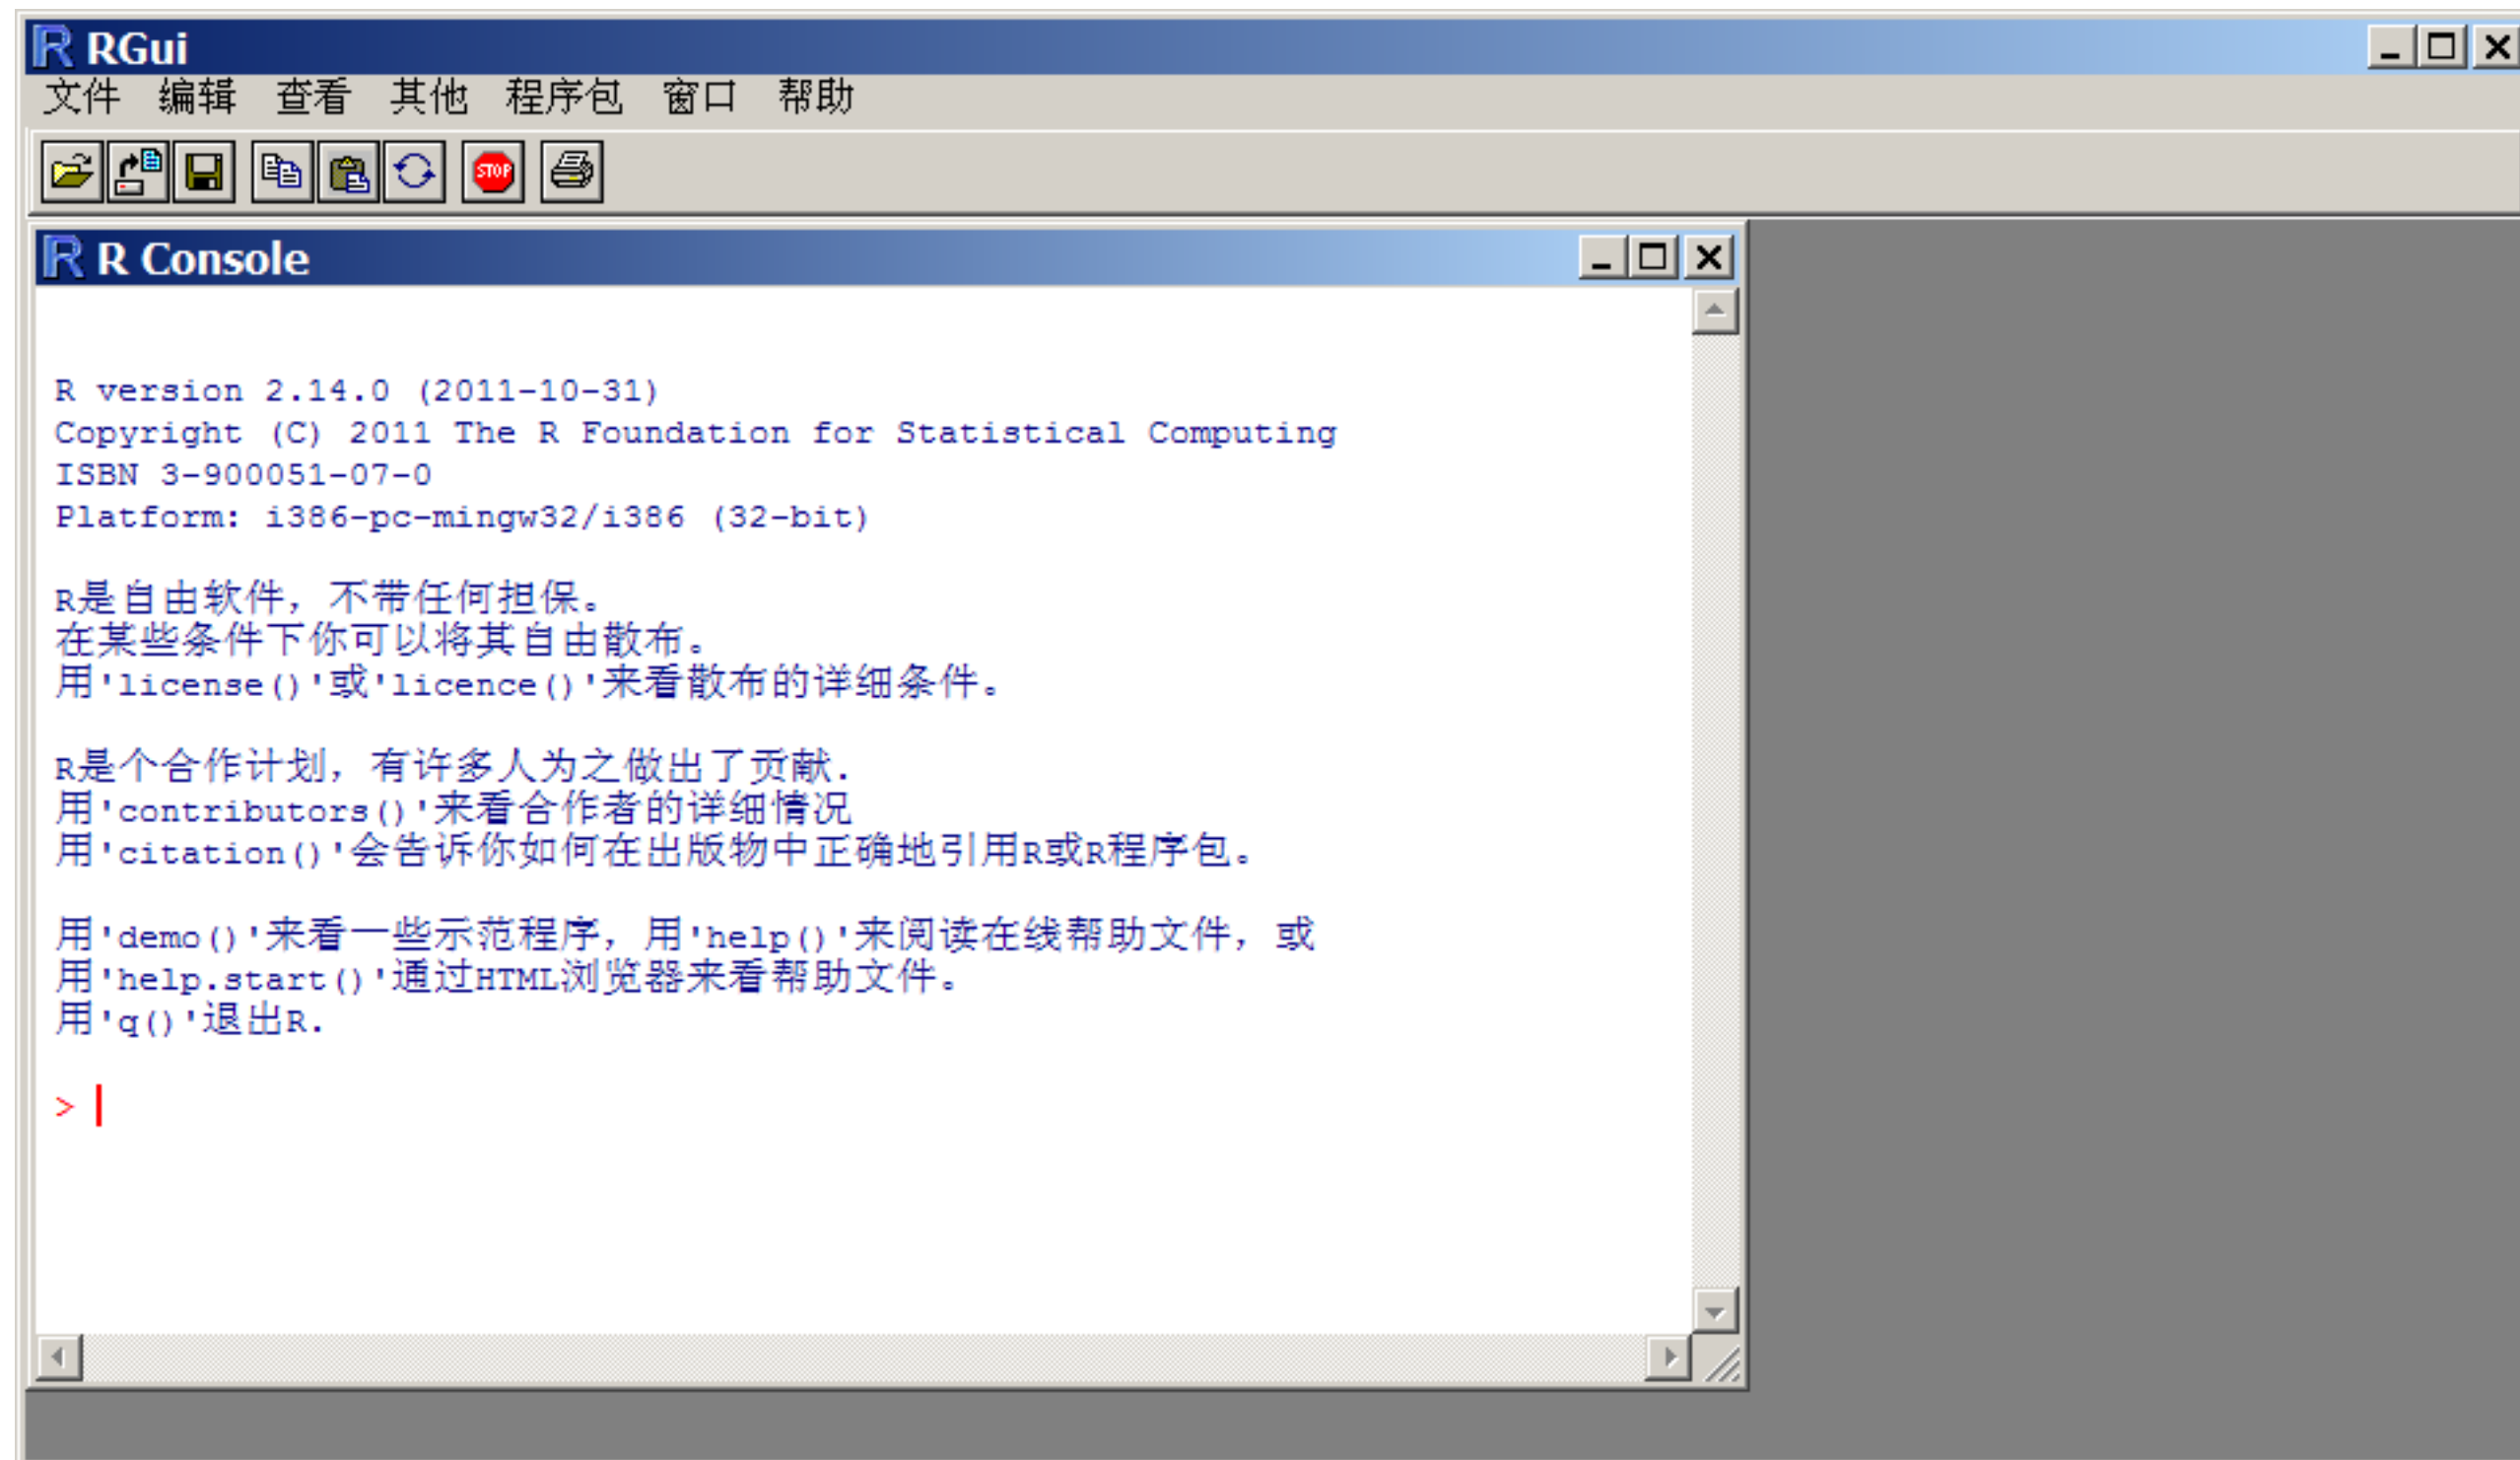 RGui
文件 编辑 查看 其他 程序包 窗口 帮助
STOP
R Console
R version 2.14.0 (2011-10-31)
Copyright (C) 2011 The R Foundation for Statistical Computing
ISBN 3-900051-07-0
Platform: i386-pc-mingw32/i386 (32-bit)
R是自由软件，不带任何担保。
在某些条件下你可以将其自由散布。
用'license()'或'licence()'来看散布的详细条件。
R是个合作计划，有许多人为之做出了贡献.
用'contributors()'来看合作者的详细情况
用'citation()'会告诉你如何在出版物中正确地引用R或R程序包。
用'demo()'来看一些示范程序，用'help()'来阅读在线帮助文件，或
用'help.start()'通过HTML浏览器来看帮助文件。
用'q()'退出R.
>